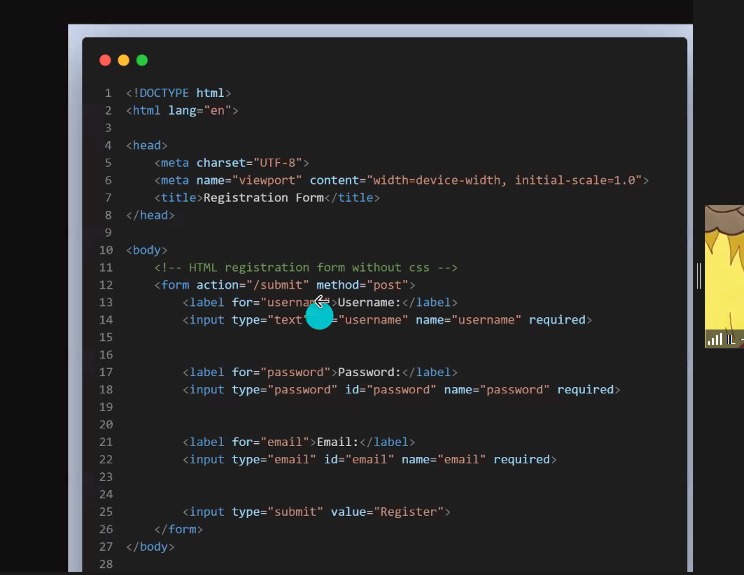 1 <!DOCTYPE html>
2 <html lang="en">
3
4 <head>
5 <meta charset="UTF-8">
6 <meta name="viewport" content="width=device-width, initial-scale=1.0">
7 <title>Registration Form</title>
8 </head>
9
10 <body>
11 <!-- HTML registration form without css -->
12 <form action="/submit" method="post">
13 <label for="username">Username:</label>
14 <input type="text" ="username" name="username" required>
15
16
17 <label for="password">Password:</label>
18 <input type="password" id="password" name="password" required>
19
20
21 <label for="email">Email:</label>
22 <input type="email" id="email" name="email" required>
23
24
25 <input type="submit" value="Register">
26 </form>
27 </body>
28